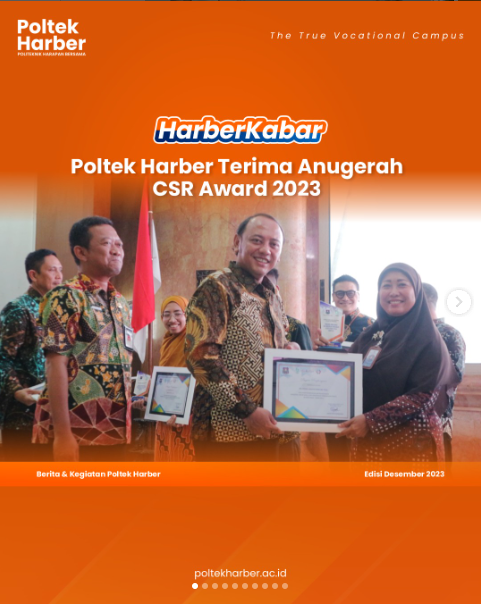 Poltek
Harber
POLITEKNIK HARAPAN BERSAMA
The True Vocational Campus
HarberKabar
Poltek Harber Terima Anugerah
CSR Award 2023
Berita & Kegiatan Poltek Harber
Edisi Desember 2023
poltekharber.ac.id